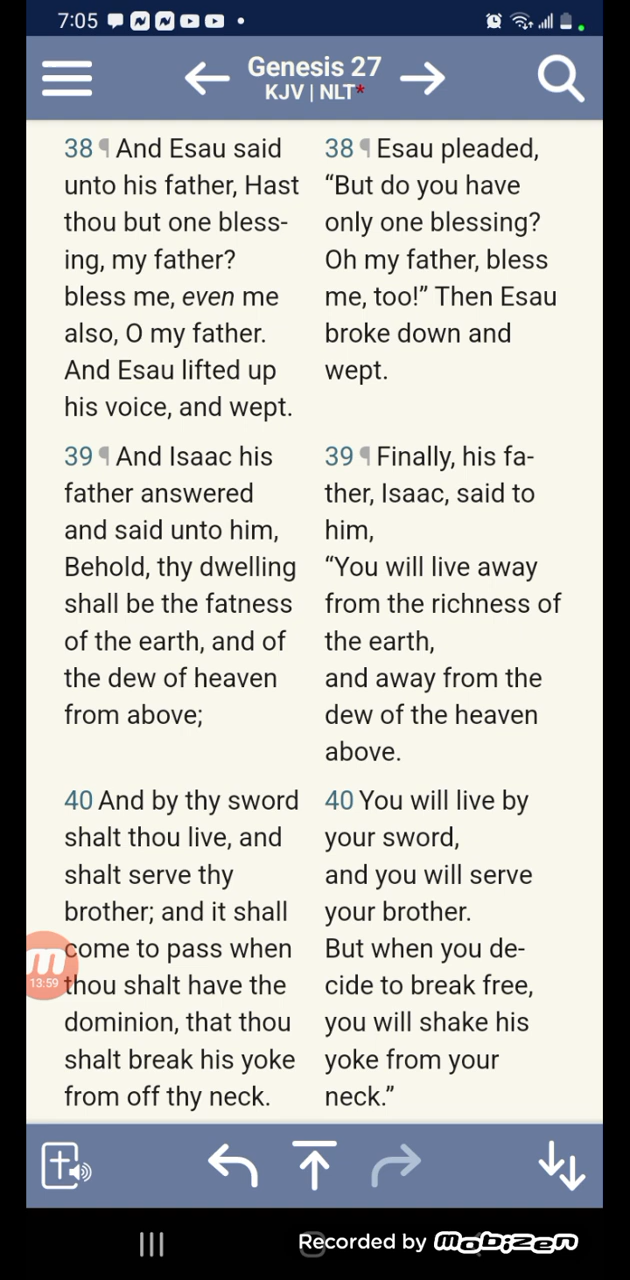 7:05
Genesis 27
KJV | NLT*
38 ¶ And Esau said
unto his father, Hast
thou but one bless-
ing, my father?
bless me, even me
also, O my father.
And Esau lifted up
his voice, and wept.
38 ¶ Esau pleaded,
“But do you have
only one blessing?
Oh my father, bless
me, too!” Then Esau
broke down and
wept.
39 ¶ And Isaac his
father answered
and said unto him,
Behold, thy dwelling
shall be the fatness
of the earth, and of
the dew of heaven
from above;
39 ¶ Finally, his fa-
ther, Isaac, said to
him,
“You will live away
from the richness of
the earth,
and away from the
dew of the heaven
above.
40 And by thy sword
shalt thou live, and
shalt serve thy
brother; and it shall
come to pass when
thou shalt have the
dominion, that thou
shalt break his yoke
from off thy neck.
40 You will live by
your sword,
and you will serve
your brother.
But when you de-
cide to break free,
you will shake his
yoke from your
neck.”
m
13:59
Recorded by mobizen